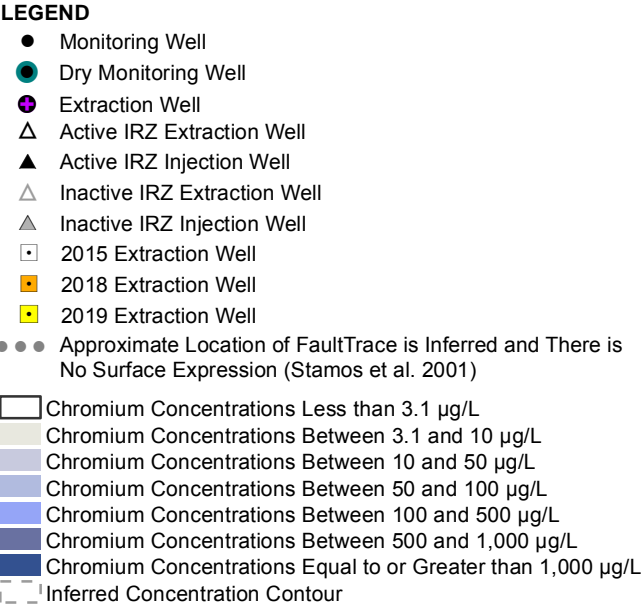 LEGEND
Monitoring Well
Dry Monitoring Well
Extraction Well
Active IRZ Extraction Well
Active IRZ Injection Well
Inactive IRZ Extraction Well
Inactive IRZ Injection Well
2015 Extraction Well
2018 Extraction Well
2019 Extraction Well
Approximate Location of FaultTrace is Inferred and There is
No Surface Expression (Stamos et al. 2001)
Chromium Concentrations Less than 3.1 µg/L
Chromium Concentrations Between 3.1 and 10 µg/L
Chromium Concentrations Between 10 and 50 µg/L
Chromium Concentrations Between 50 and 100 µg/L
Chromium Concentrations Between 100 and 500 µg/L
Chromium Concentrations Between 500 and 1,000 µg/L
Chromium Concentrations Equal to or Greater than 1,000 µg/L
Inferred Concentration Contour